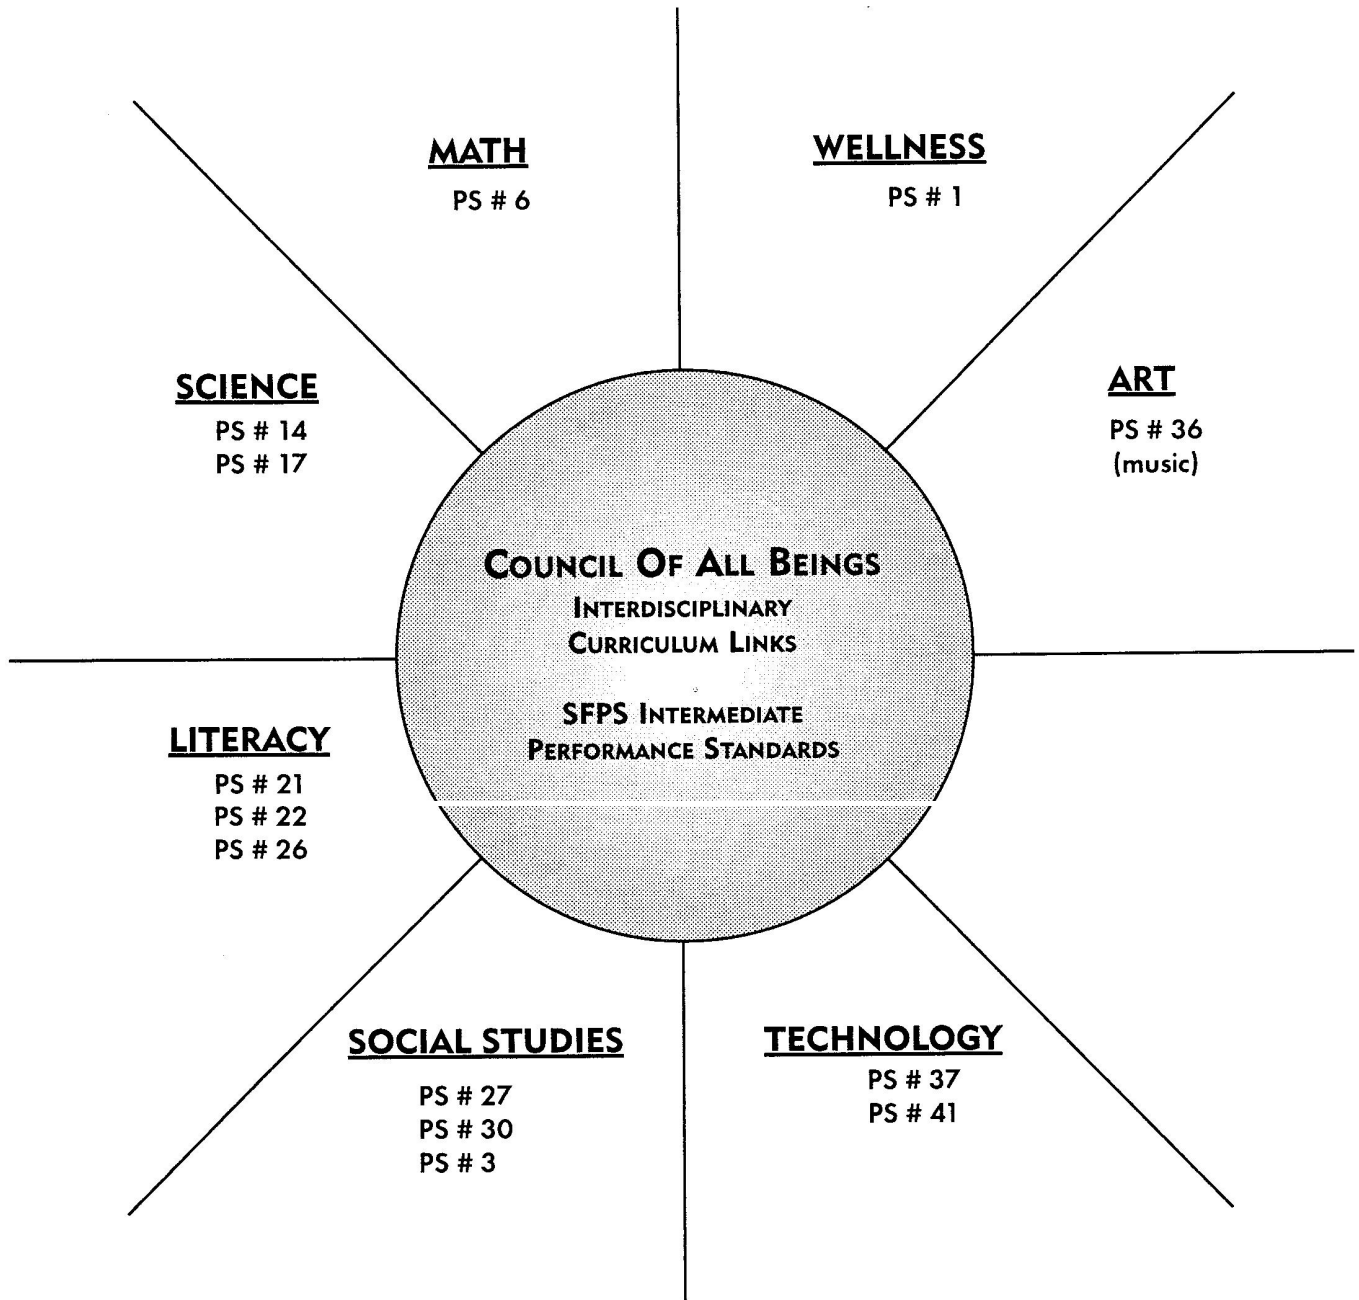 MATH
PS # 6
WELLNESS
PS # 1
SCIENCE
PS # 14
PS # 17
ART
PS # 36
(music)
COUNCIL OF ALL BEINGS
INTERDISCIPLINARY
CURRICULUM LINKS
SFPS INTERMEDIATE
PERFORMANCE STANDARDS
LITERACY
PS # 21
PS # 22
PS # 26
SOCIAL STUDIES
PS # 27
PS # 30
PS # 3
TECHNOLOGY
PS # 37
PS # 41